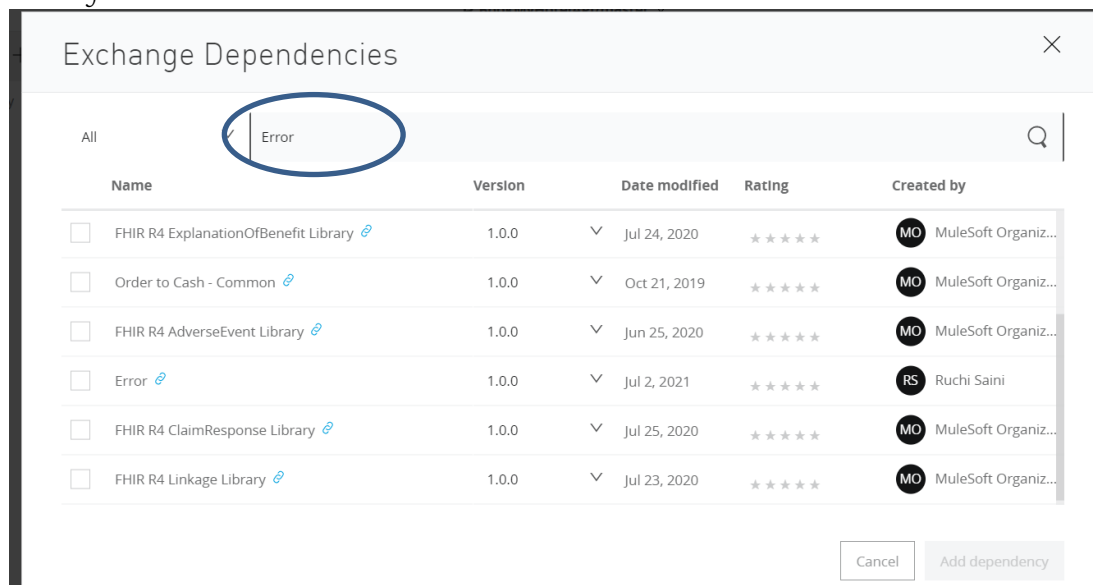 Exchange Dependencies
All Error
Name Version Date modified Rating Created by
FHIR R4 ExplanationOfBenefit Library 1.0.0 Jul 24, 2020 MO MuleSoft Organiz...
Order to Cash - Common 1.0.0 Oct 21, 2019 MO MuleSoft Organiz...
FHIR R4 AdverseEvent Library 1.0.0 Jun 25, 2020 MO MuleSoft Organiz...
Error 1.0.0 Jul 2, 2021 RS Ruchi Saini
FHIR R4 ClaimResponse Library 1.0.0 Jul 25, 2020 MO MuleSoft Organiz...
FHIR R4 Linkage Library 1.0.0 Jul 23, 2020 MO MuleSoft Organiz...
Cancel Add dependency